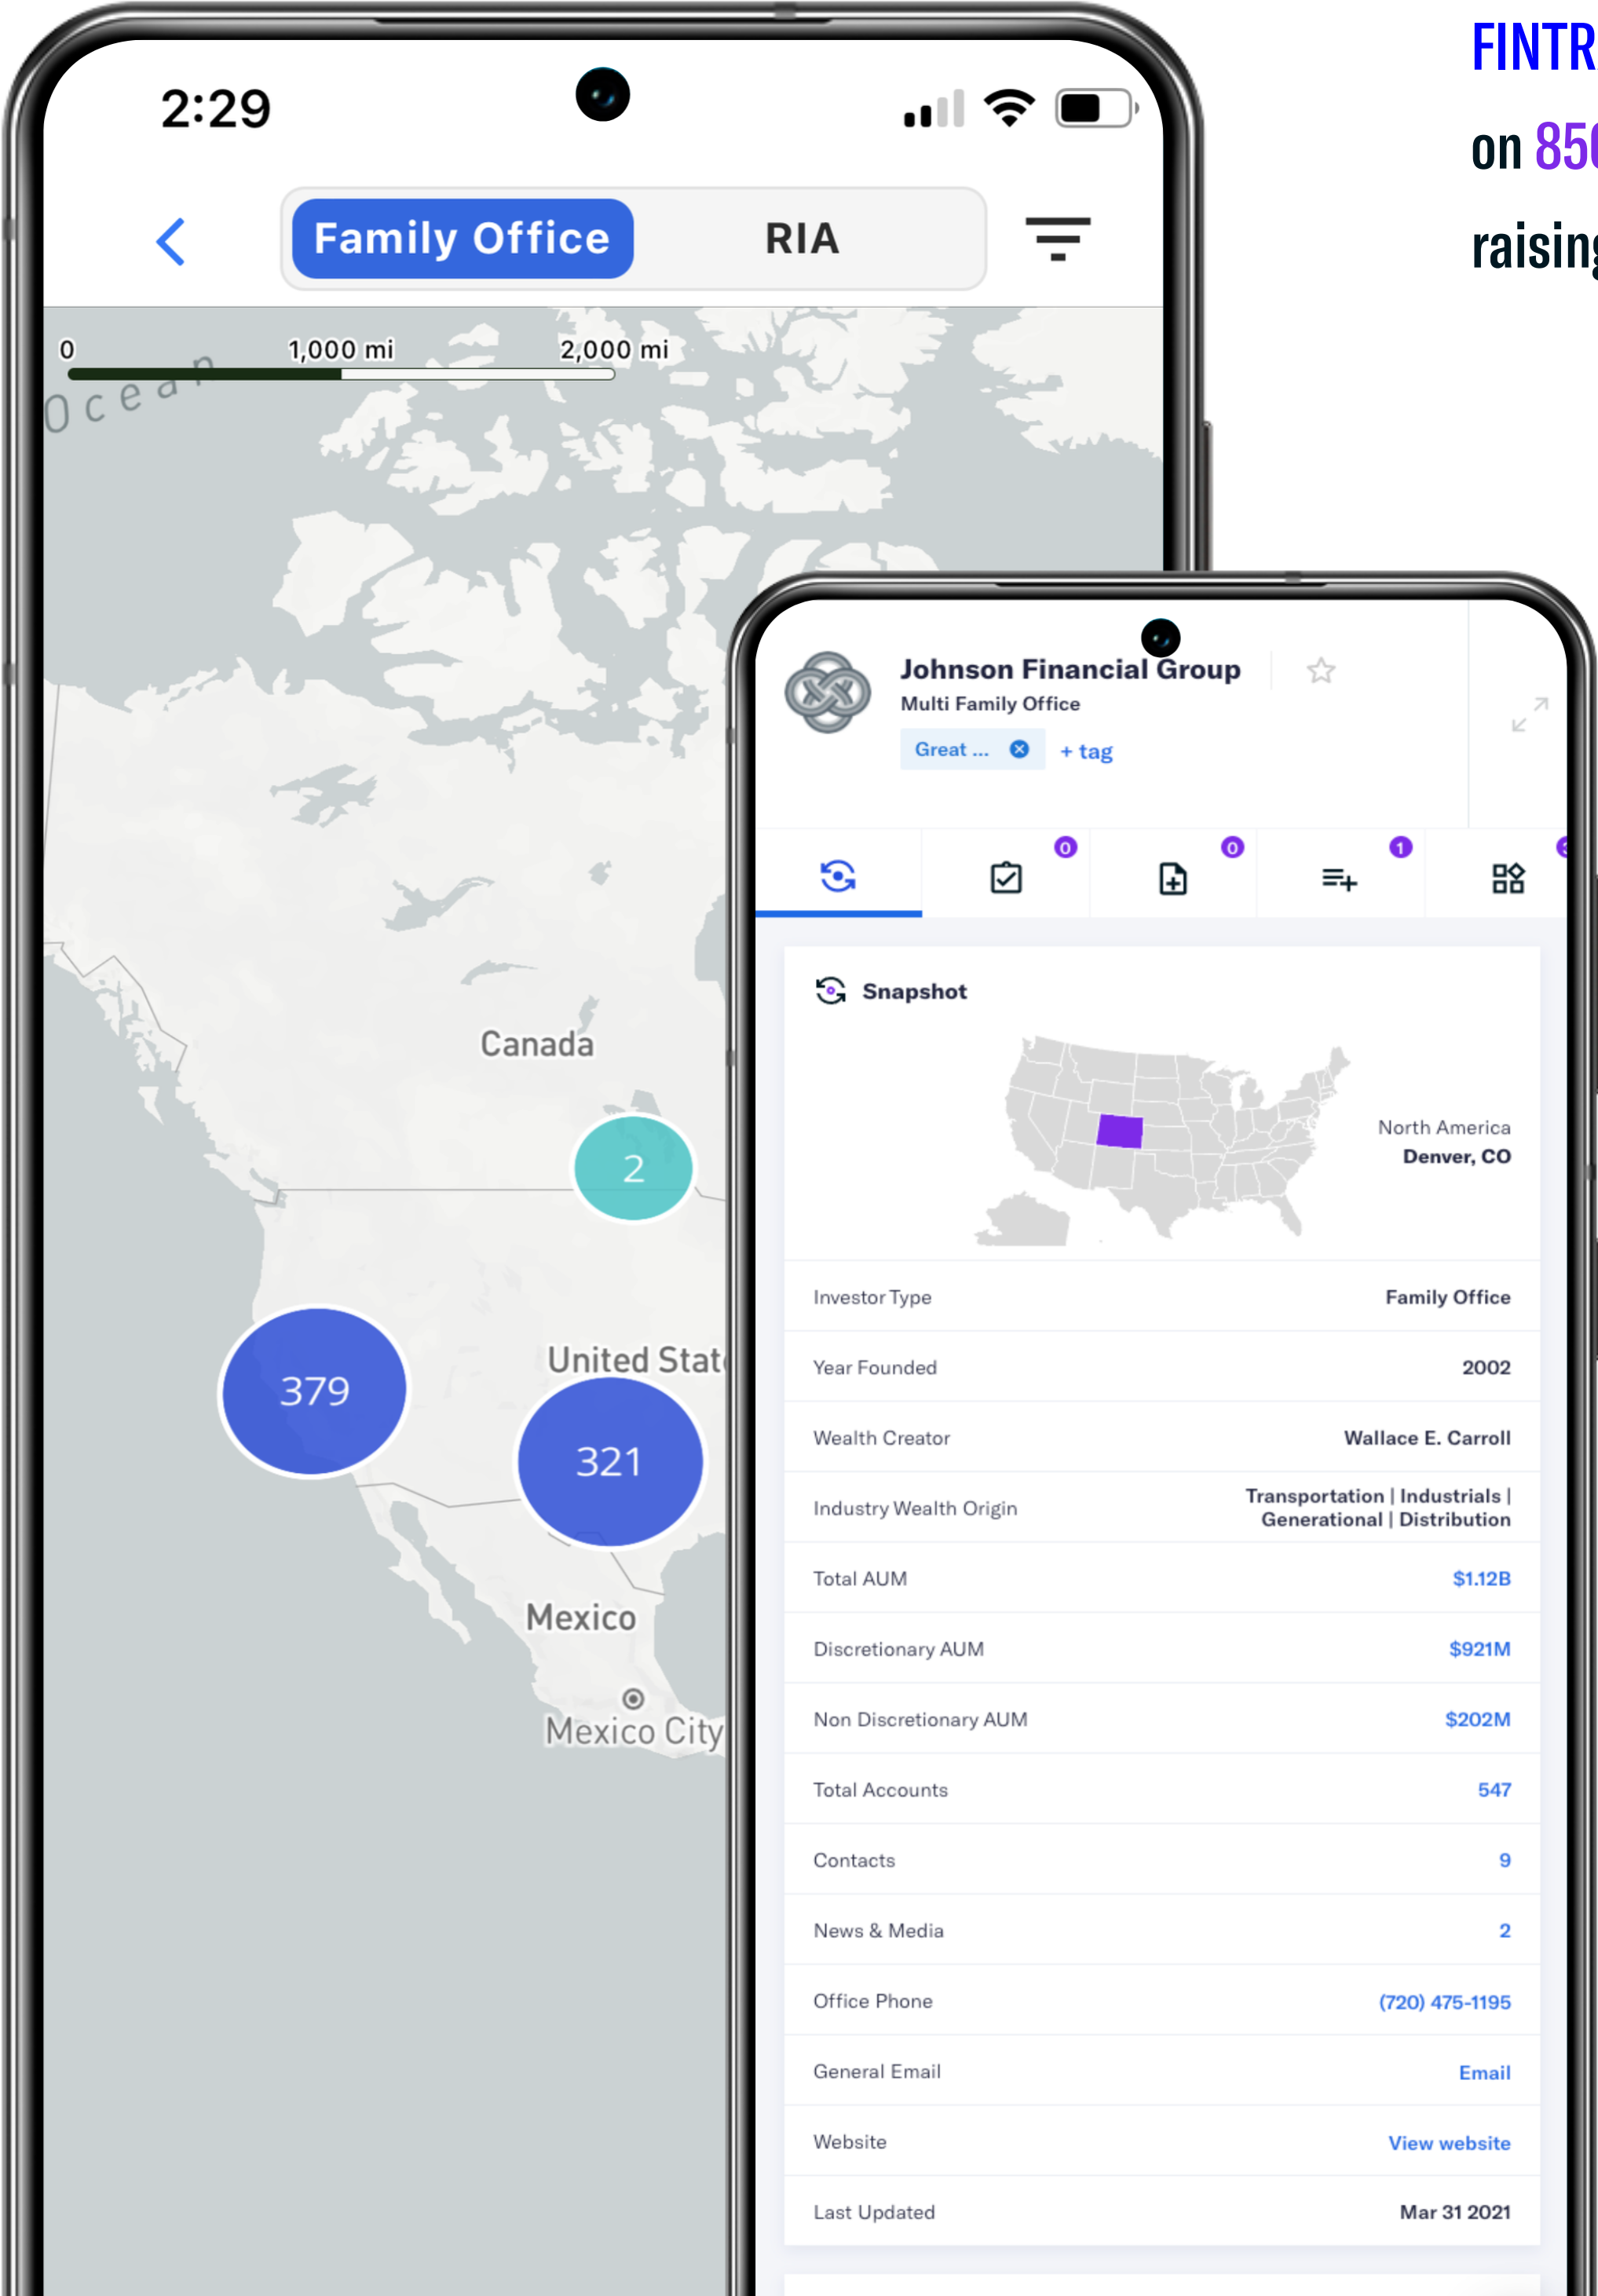 FINTR
on 850
raising
2:29
Family Office
RIA
0
1,000 mi
2,000 mi
Ocean
Canada
2
379
United Stat
321
Mexico
Mexico City
Johnson Financial Group
Multi Family Office
Great ...
+ tag
0
0
1
Snapshot
North America
Denver, CO
Investor Type Family Office
Year Founded 2002
Wealth Creator Wallace E. Carroll
Industry Wealth Origin Transportation | Industrials |
Generational | Distribution
Total AUM $1.12B
Discretionary AUM $921M
Non Discretionary AUM $202M
Total Accounts 547
Contacts 9
News & Media 2
Office Phone (720) 475-1195
General Email Email
Website View website
Last Updated Mar 31 2021